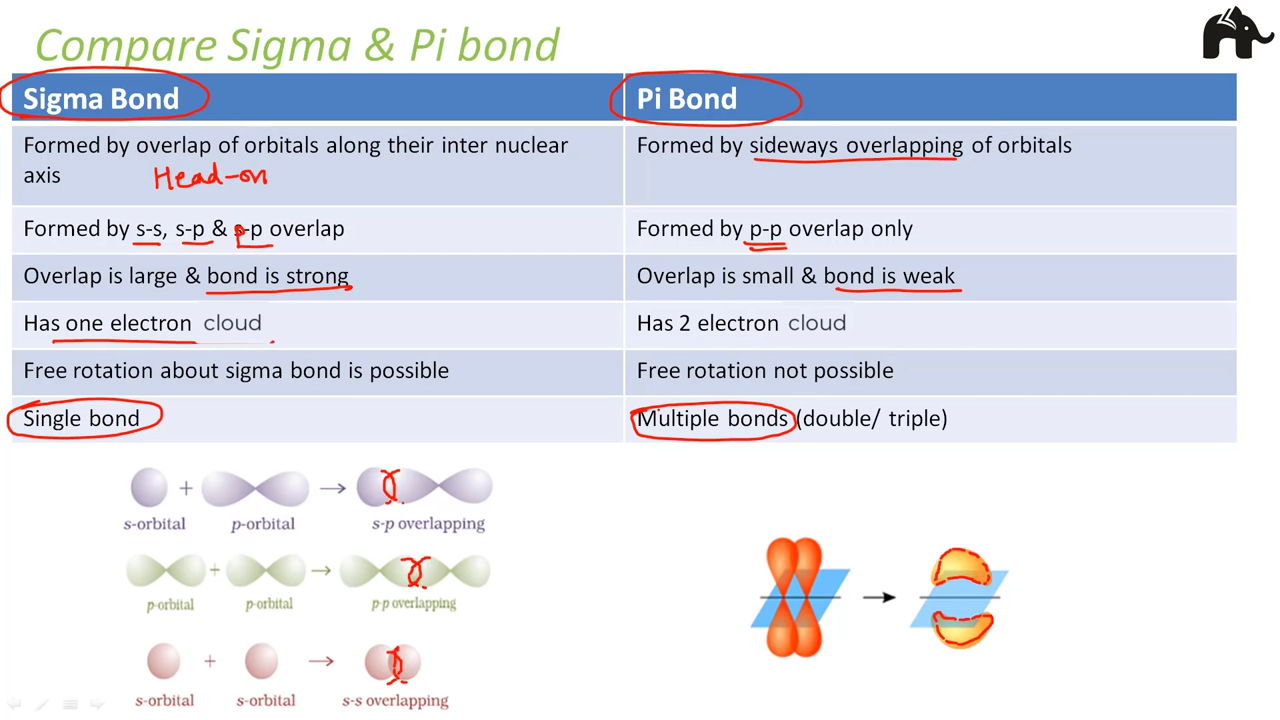 Compare Sigma & Pi bond
Sigma Bond
Pi Bond
Formed by overlap of orbitals along their inter nuclear
axis
Head-on
Formed by sideways overlapping of orbitals
Formed by s-s, s-p & p-p overlap
Formed by p-p overlap only
Overlap is large & bond is strong
Overlap is small & bond is weak
Has one electron cloud
Has 2 electron cloud
Free rotation about sigma bond is possible
Free rotation not possible
Single bond
Multiple bonds (double/ triple)
+
→
s-orbital
p-orbital
s-p overlapping
+
→
p-orbital
p-orbital
p-p overlapping
+
→
s-orbital
s-orbital
s-s overlapping